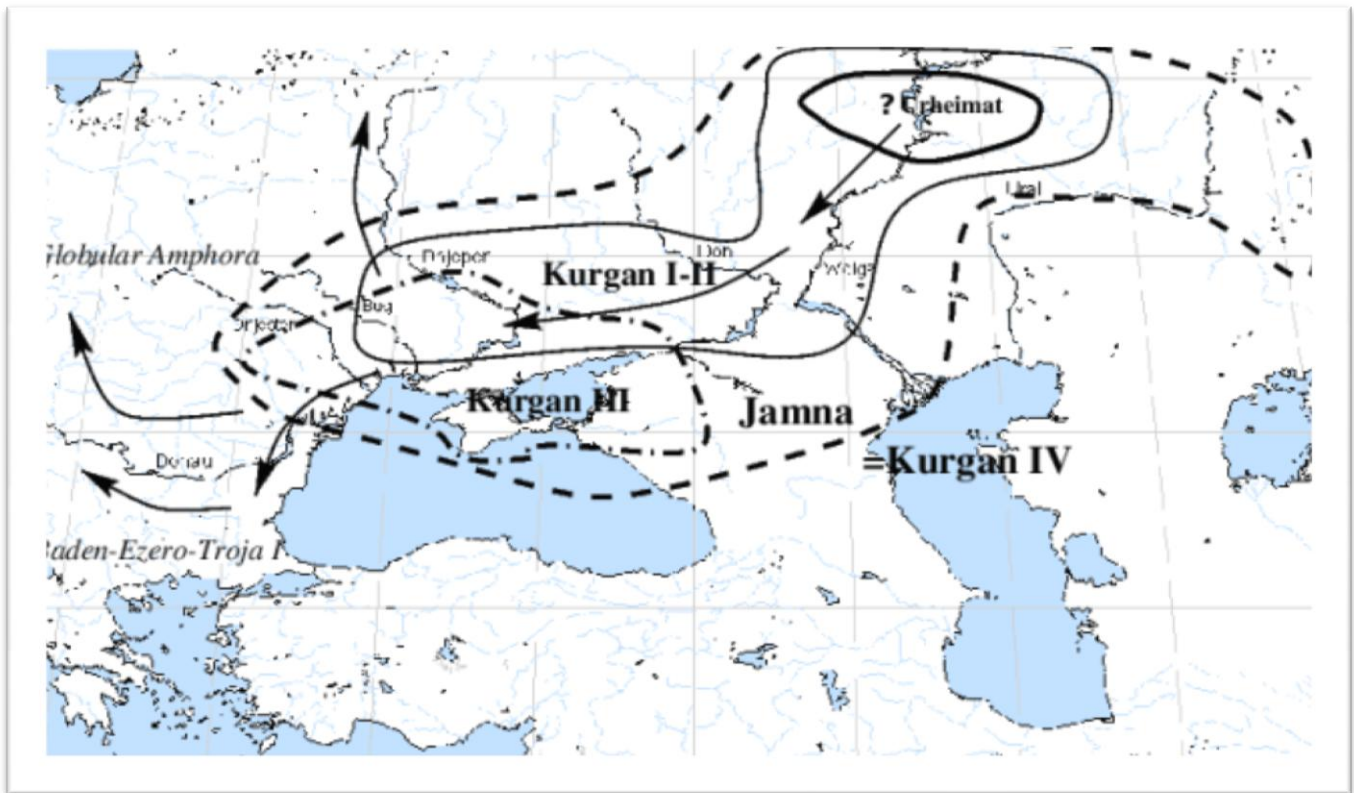 ? Urheimat
Ural
Globular Amphora
Dnjepr
Don
Kurgan I-II
Wolga
Bug
Dnjestr
Kurgan III
Jamna
Donau
=Kurgan IV
Baden-Ezero-Troja I